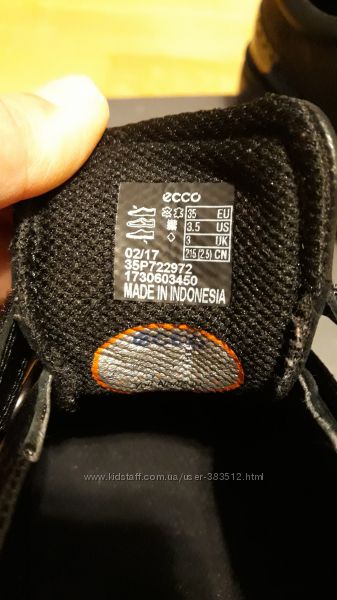 ecco
35 EU
3.5 US
3 UK
215 (2.5) CN
02/17
35P722972
1730603450
MADE IN INDONESIA
www.kidstaff.com.ua/user-383512.html